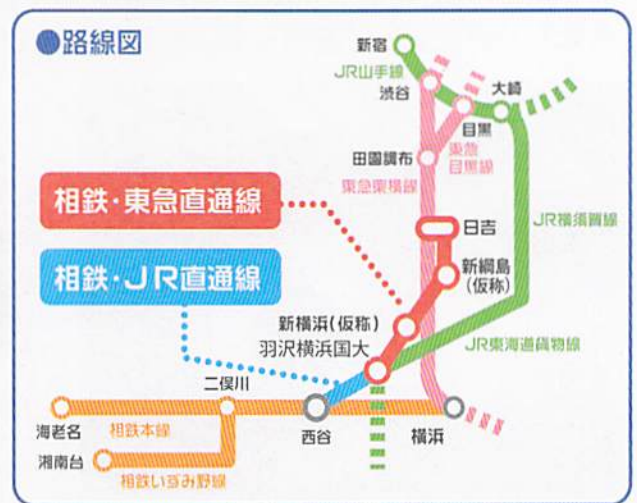 ●路線図
新宿
JR山手線
渋谷
大崎
目黒
田園調布
東急
目黒線
東急東横線
相鉄・東急直通線
日吉
JR横須賀線
相鉄・JR直通線
新綱島
(仮称)
新横浜(仮称)
羽沢横浜国大
JR東海道貨物線
二俣川
海老名
相鉄本線
西谷
横浜
湘南台
相鉄いずみ野線